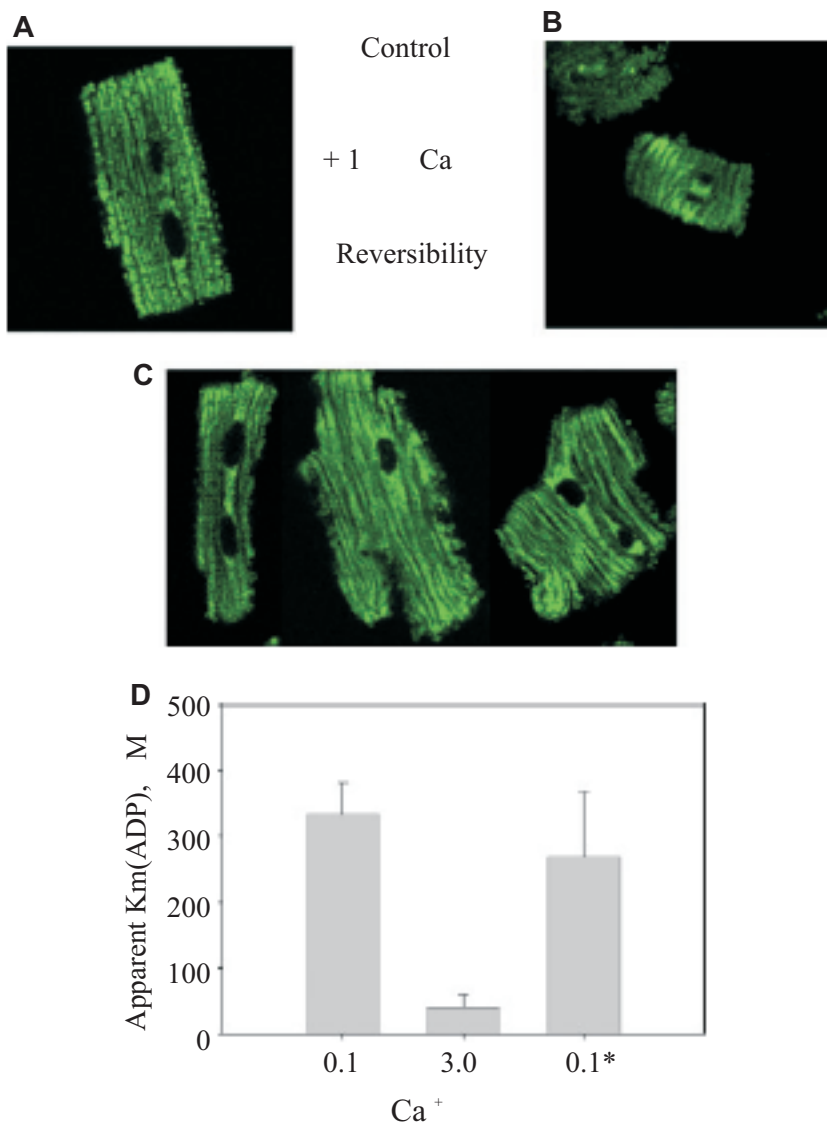 A
Control
B
+ 1 Ca
Reversibility
C
D
500
400
300
200
100
0
Apparent Km(ADP), M
0.1
3.0
0.1*
Ca +